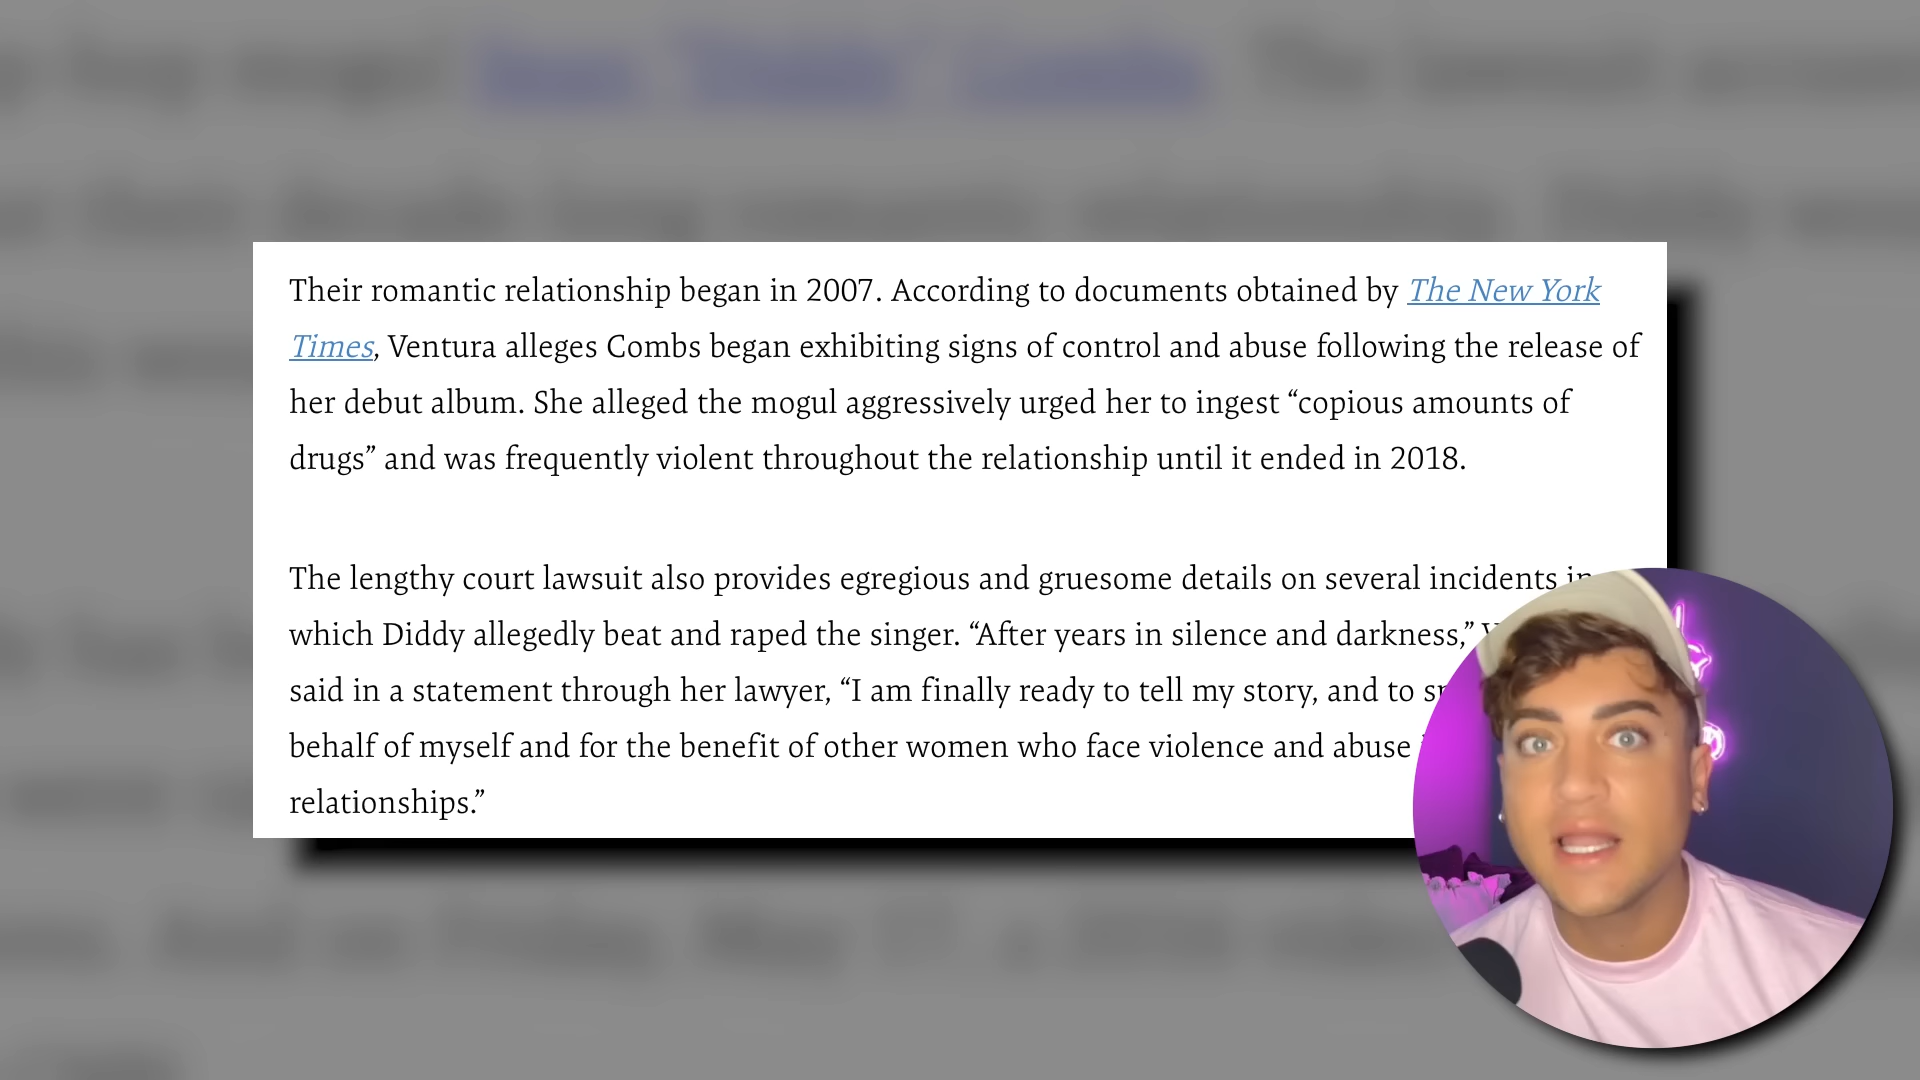 Their romantic relationship began in 2007. According to documents obtained by The New York
Times, Ventura alleges Combs began exhibiting signs of control and abuse following the release of
her debut album. She alleged the mogul aggressively urged her to ingest “copious amounts of
drugs” and was frequently violent throughout the relationship until it ended in 2018.
The lengthy court lawsuit also provides egregious and gruesome details on several incidents in
which Diddy allegedly beat and raped the singer. “After years in silence and darkness,”
said in a statement through her lawyer, “I am finally ready to tell my story, and to
behalf of myself and for the benefit of other women who face violence and abuse
relationships.”